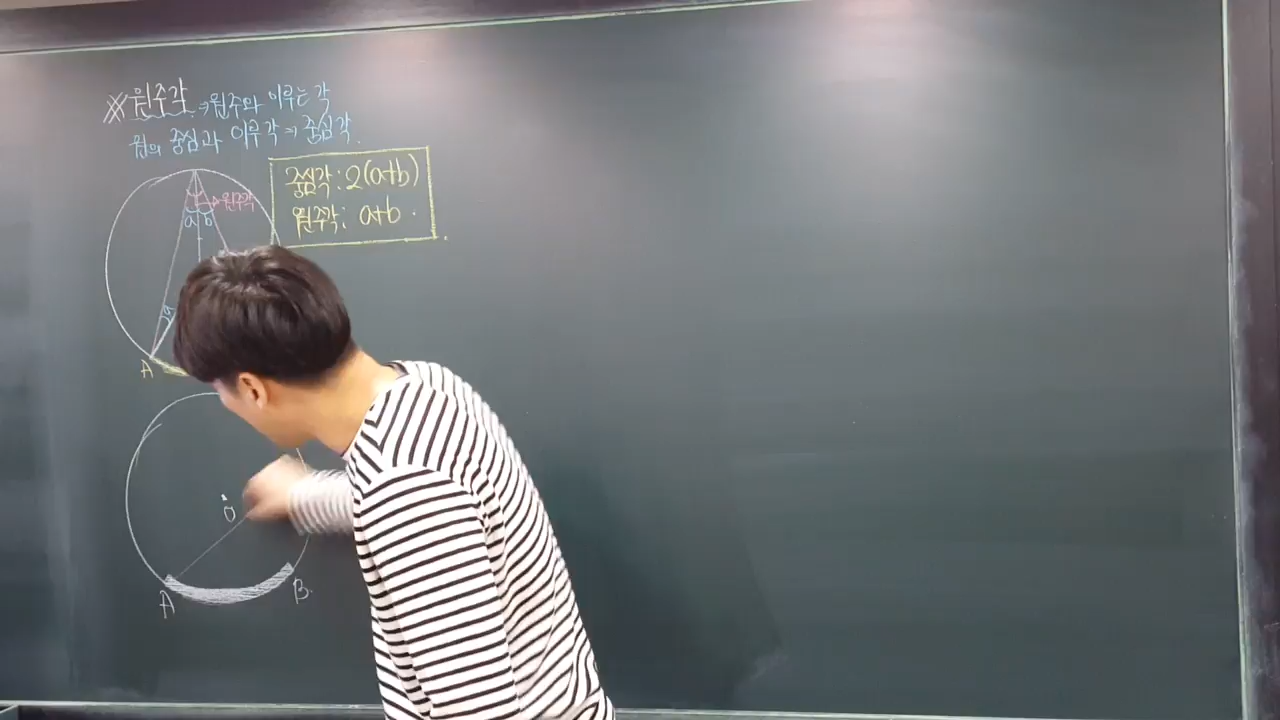 ※원주각 → 원주와 이루는 각
원의 중심과 이루 각 → 중심각.
중심각: 2(a+b)
원주각: a+b.
원주각
a b
a
A
O
A B